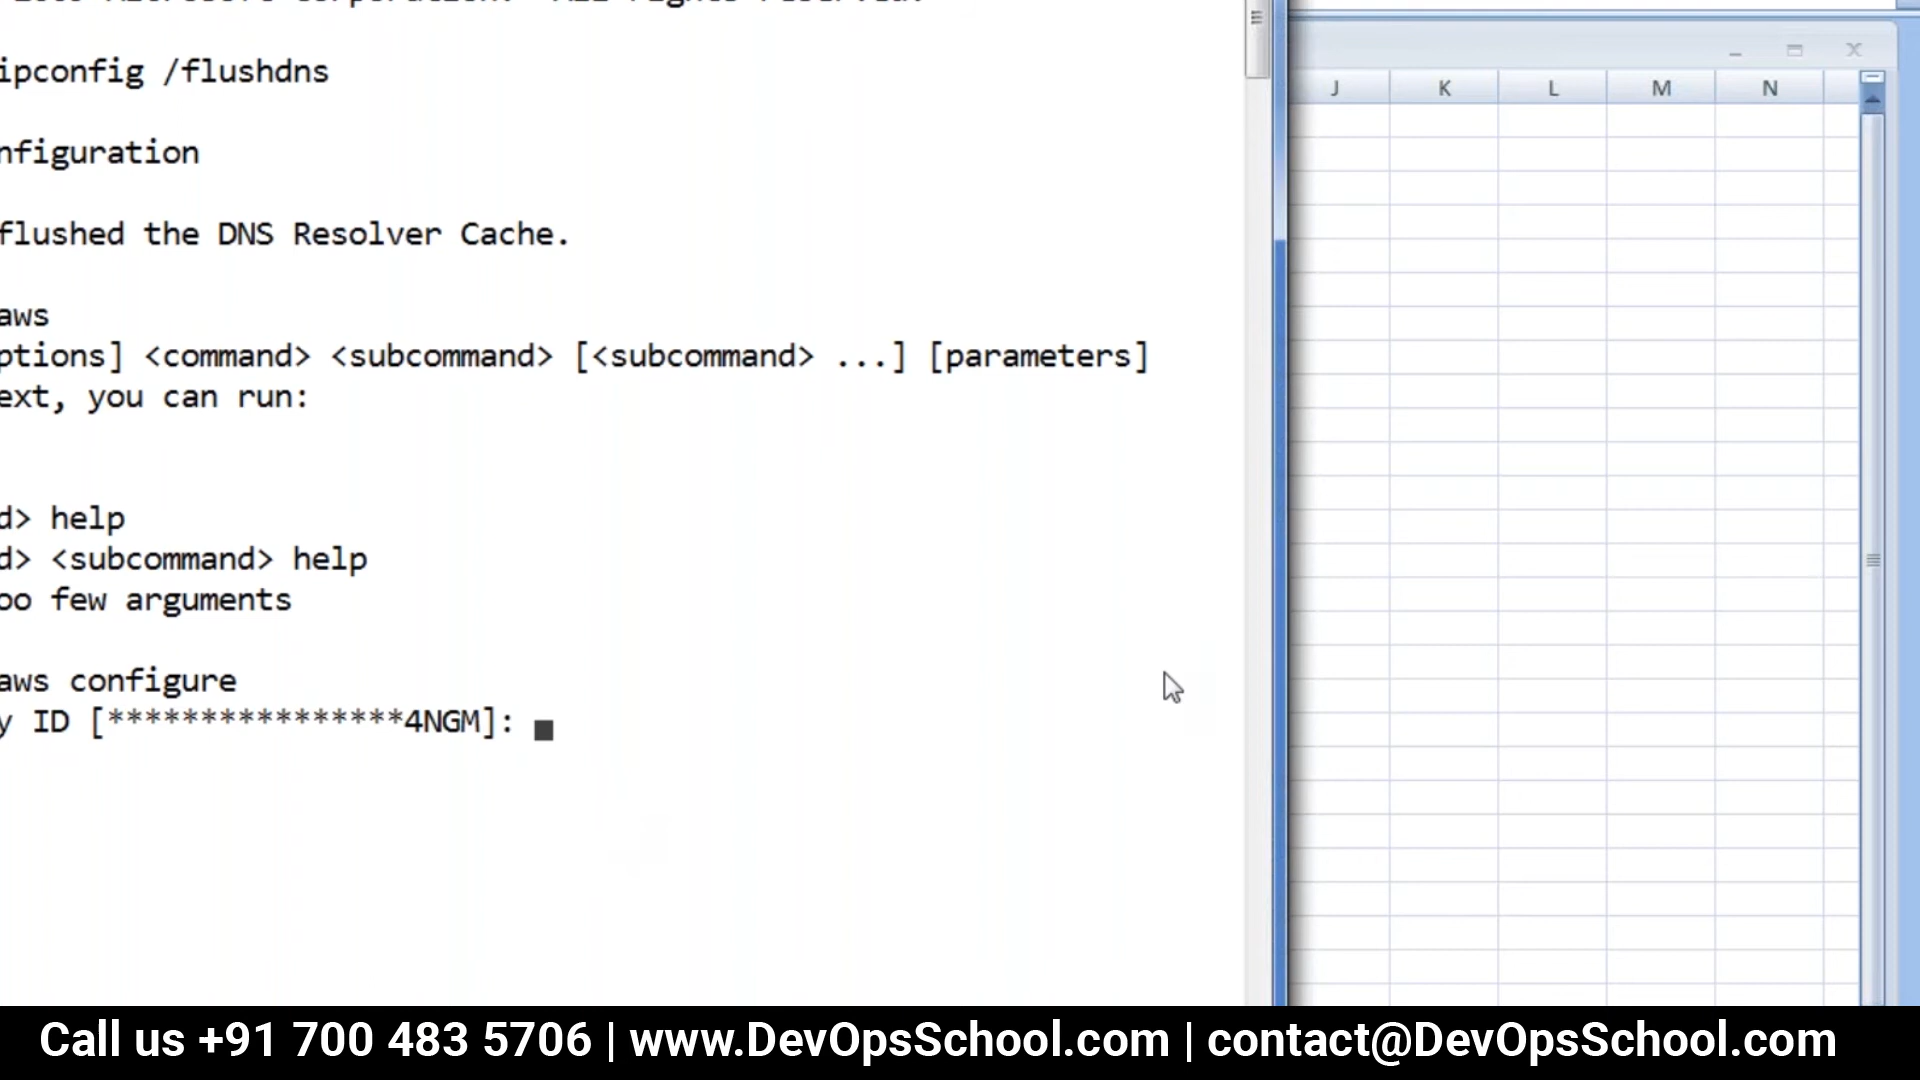 ipconfig /flushdns
nfiguration
flushed the DNS Resolver Cache.
aws
ptions] <command> <subcommand> [<subcommand> ...] [parameters]
ext, you can run:
d> help
d> <subcommand> help
oo few arguments
aws configure
y ID [****************4NGM]:
J K L M N
Call us +91 700 483 5706 | www.DevOpsSchool.com | contact@DevOpsSchool.com